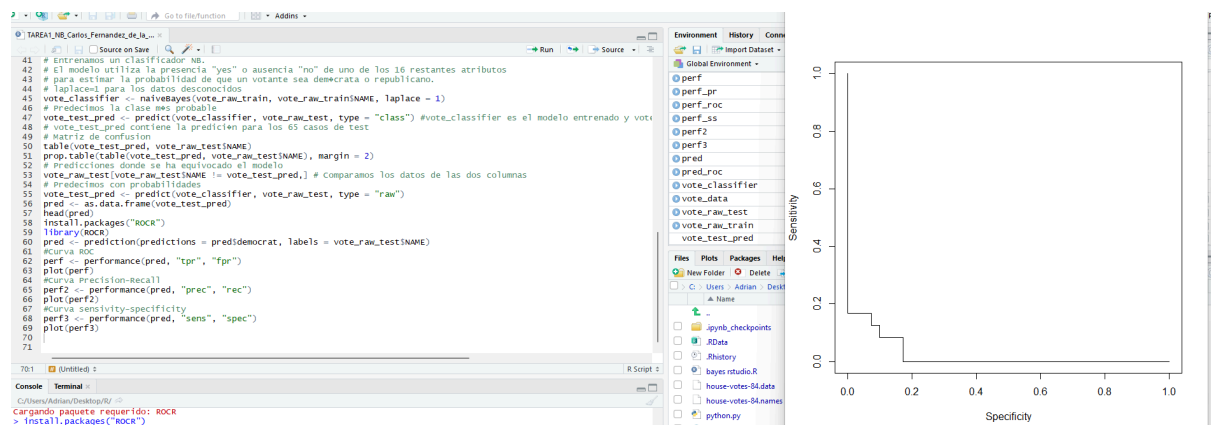 Go to file/function
Addins
TAREA1_NB_Carlos_Fernandez_de_la_...
Source on Save
Run
Source
41 # Entrenamos un clasificador NB.
42 # El modelo utiliza la presencia "yes" o ausencia "no" de uno de los 16 restantes atributos
43 # para estimar la probabilidad de que un votante sea dem�crata o republicano.
44 # laplace=1 para los datos desconocidos
45 vote_classifier <- naiveBayes(vote_raw_train, vote_raw_train$NAME, laplace = 1)
46 # Predecimos la clase m�s probable
47 vote_test_pred <- predict(vote_classifier, vote_raw_test, type = "class") #vote_classifier es el modelo entrenado y vote
48 # vote_test_pred contiene la predici�n para los 65 casos de test
49 # Matriz de confusion
50 table(vote_test_pred, vote_raw_test$NAME)
51 prop.table(table(vote_test_pred, vote_raw_test$NAME), margin = 2)
52 # Predicciones donde se ha equivocado el modelo
53 vote_raw_test[vote_raw_test$NAME != vote_test_pred,] # Comparamos los datos de las dos columnas
54 # Predecimos con probabilidades
55 vote_test_pred <- predict(vote_classifier, vote_raw_test, type = "raw")
56 pred <- as.data.frame(vote_test_pred)
57 head(pred)
58 install.packages("ROCR")
59 library(ROCR)
60 pred <- prediction(predictions = pred$democrat, labels = vote_raw_test$NAME)
61 #Curva ROC
62 perf <- performance(pred, "tpr", "fpr")
63 plot(perf)
64 #Curva Precision-Recall
65 perf2 <- performance(pred, "prec", "rec")
66 plot(perf2)
67 #Curva sensivity-specificity
68 perf3 <- performance(pred, "sens", "spec")
69 plot(perf3)
70
71
70:1 (Untitled) R Script
Console Terminal
C:/Users/Adrian/Desktop/R/
Cargando paquete requerido: ROCR
> install.packages("ROCR")
Environment History Conne
Import Dataset
Global Environment
perf
perf_pr
perf_roc
perf_ss
perf2
perf3
pred
pred_roc
vote_classifier
vote_data
vote_raw_test
vote_raw_train
vote_test_pred
Files Plots Packages Help
New Folder Delete
C: Users Adrian Deskt
Name
..
.ipynb_checkpoints
.RData
.Rhistory
bayes rstudio.R
house-votes-84.data
house-votes-84.names
python.py
Sensitivity
1.0
0.8
0.6
0.4
0.2
0.0
0.0 0.2 0.4 0.6 0.8 1.0
Specificity